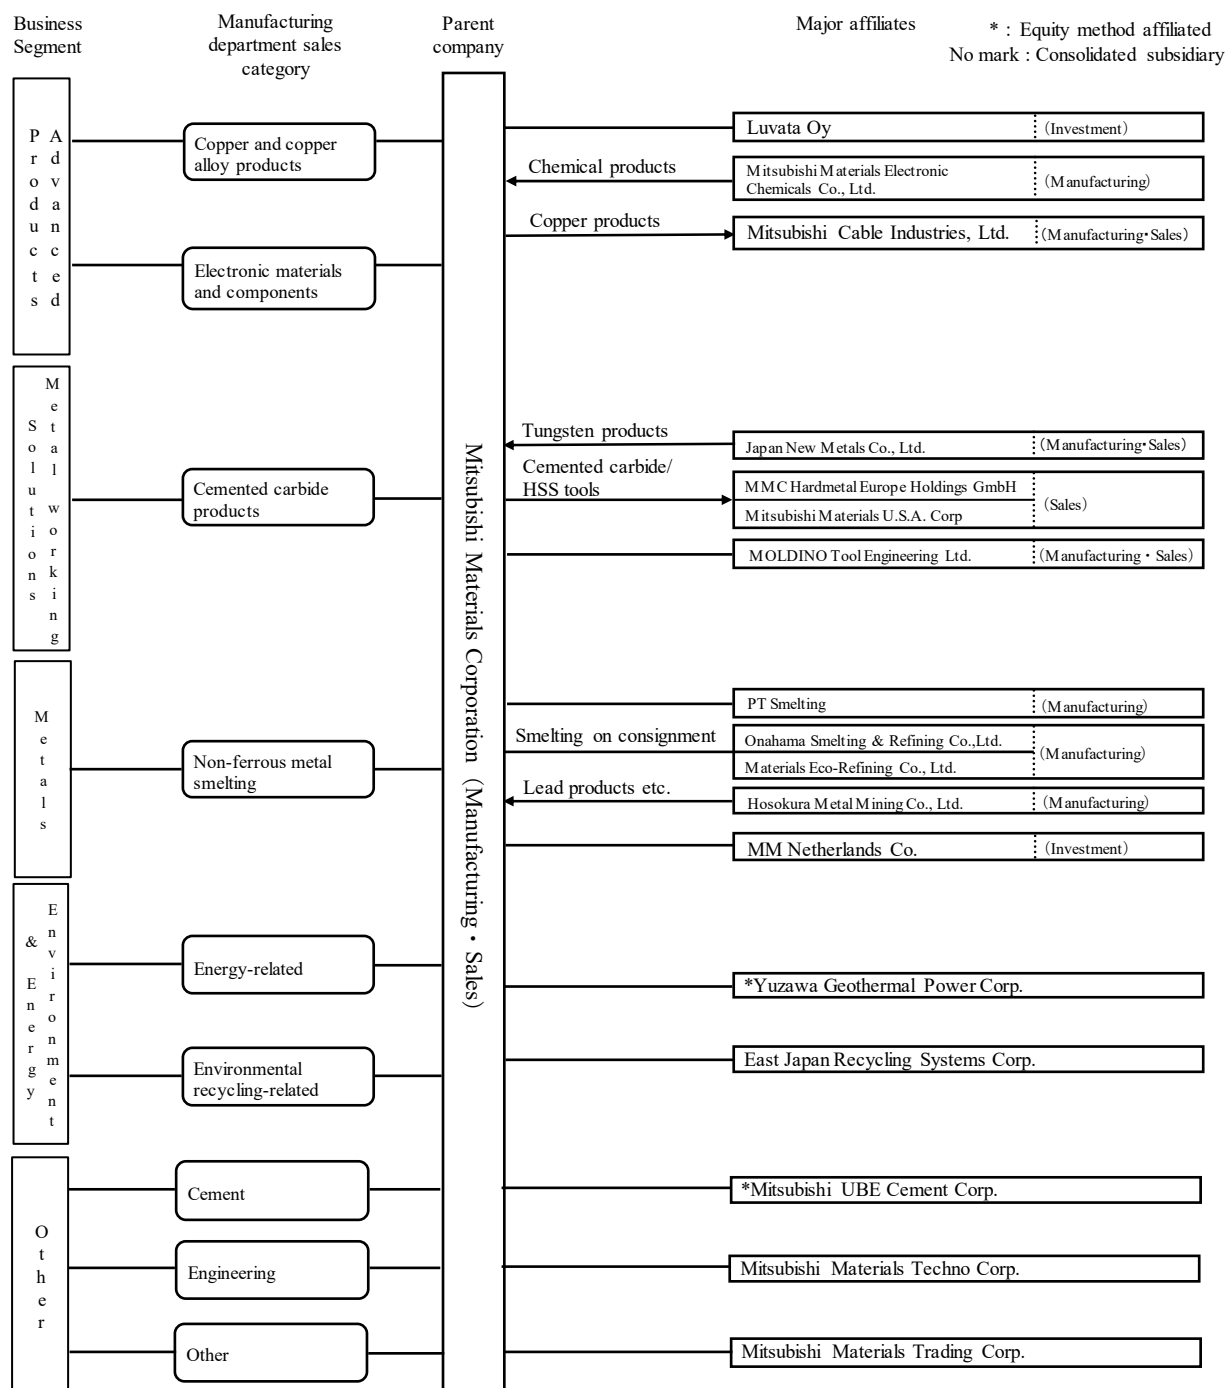 Business
Segment
Manufacturing
department sales
category
Parent
company
Major affiliates
* : Equity method affiliated
No mark : Consolidated subsidiary
Advanced
Products
Copper and copper
alloy products
Electronic materials
and components
Luvata Oy (Investment)
Chemical products
Mitsubishi Materials Electronic
Chemicals Co., Ltd. (Manufacturing)
Copper products
Mitsubishi Cable Industries, Ltd. (Manufacturing・Sales)
Metal working
Solutions
Cemented carbide
products
Tungsten products
Japan New Metals Co., Ltd. (Manufacturing・Sales)
Cemented carbide/
HSS tools
MMC Hardmetal Europe Holdings GmbH
Mitsubishi Materials U.S.A. Corp
(Sales)
MOLDINO Tool Engineering Ltd. (Manufacturing・Sales)
Mitsubishi Materials Corporation (Manufacturing・Sales)
Metals
Non-ferrous metal
smelting
PT Smelting (Manufacturing)
Smelting on consignment
Onahama Smelting & Refining Co.,Ltd.
Materials Eco-Refining Co., Ltd.
(Manufacturing)
Lead products etc.
Hosokura Metal Mining Co., Ltd. (Manufacturing)
MM Netherlands Co. (Investment)
Environment
& Energy
Energy-related
*Yuzawa Geothermal Power Corp.
Environmental
recycling-related
East Japan Recycling Systems Corp.
Other
Cement
*Mitsubishi UBE Cement Corp.
Engineering
Mitsubishi Materials Techno Corp.
Other
Mitsubishi Materials Trading Corp.